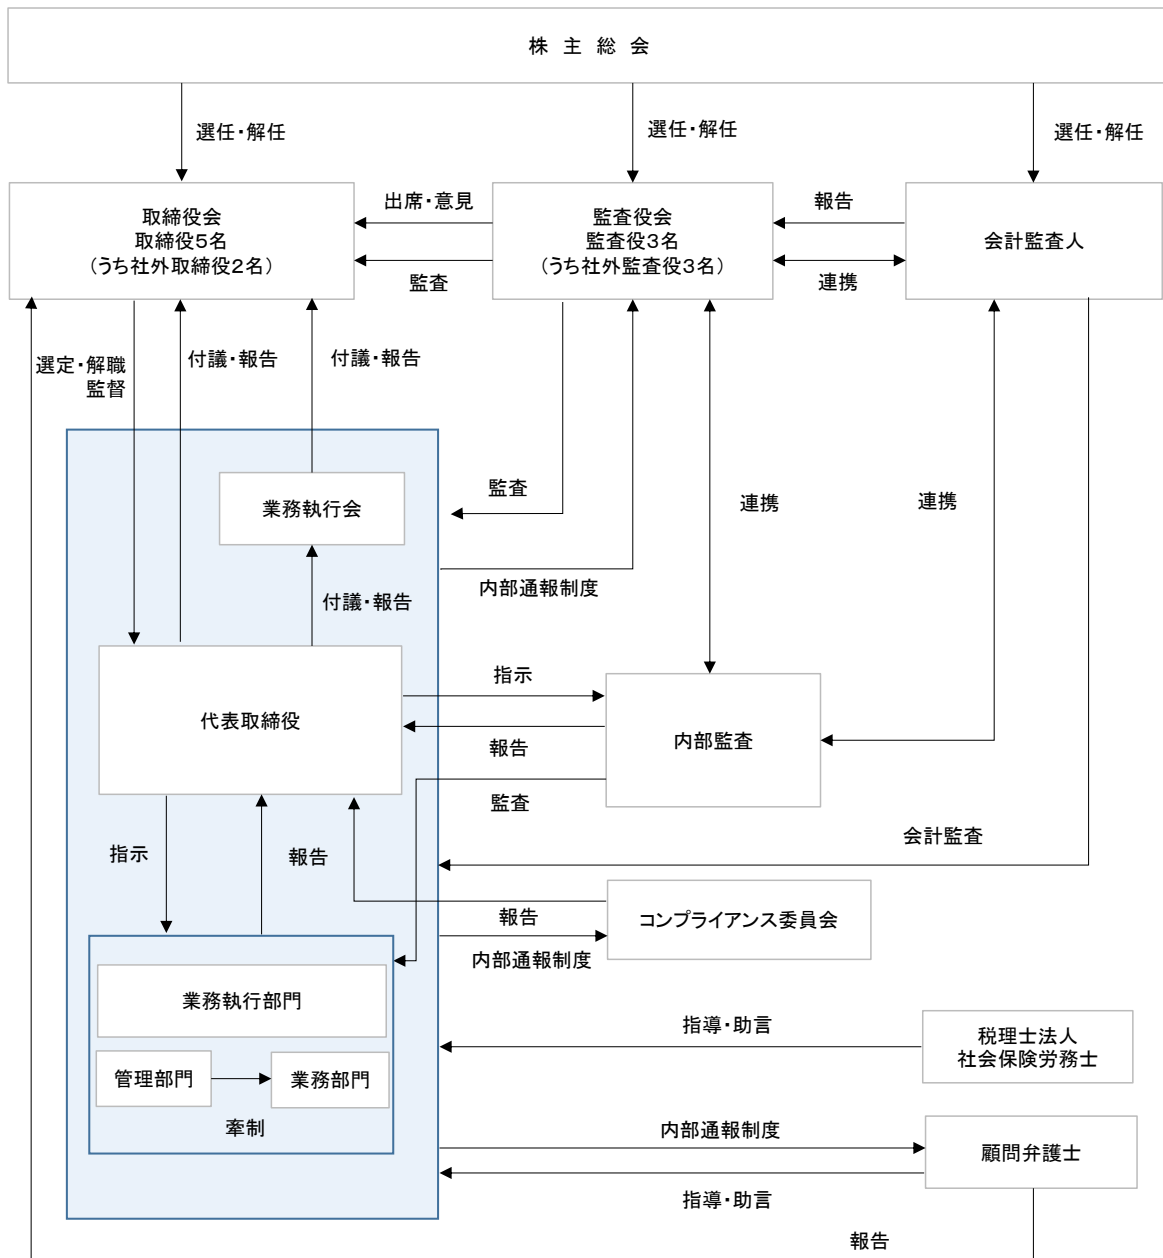 株 主 総 会
選任・解任
選任・解任
選任・解任
取締役会
取締役5名
(うち社外取締役2名)
出席・意見
監査
監査役会
監査役3名
(うち社外監査役3名)
報告
連携
会計監査人
選定・解職
監督
付議・報告
付議・報告
業務執行会
監査
連携
連携
内部通報制度
付議・報告
代表取締役
指示
報告
監査
内部監査
会計監査
指示
報告
報告
内部通報制度
コンプライアンス委員会
業務執行部門
管理部門
業務部門
牽制
指導・助言
税理士法人
社会保険労務士
内部通報制度
指導・助言
顧問弁護士
報告